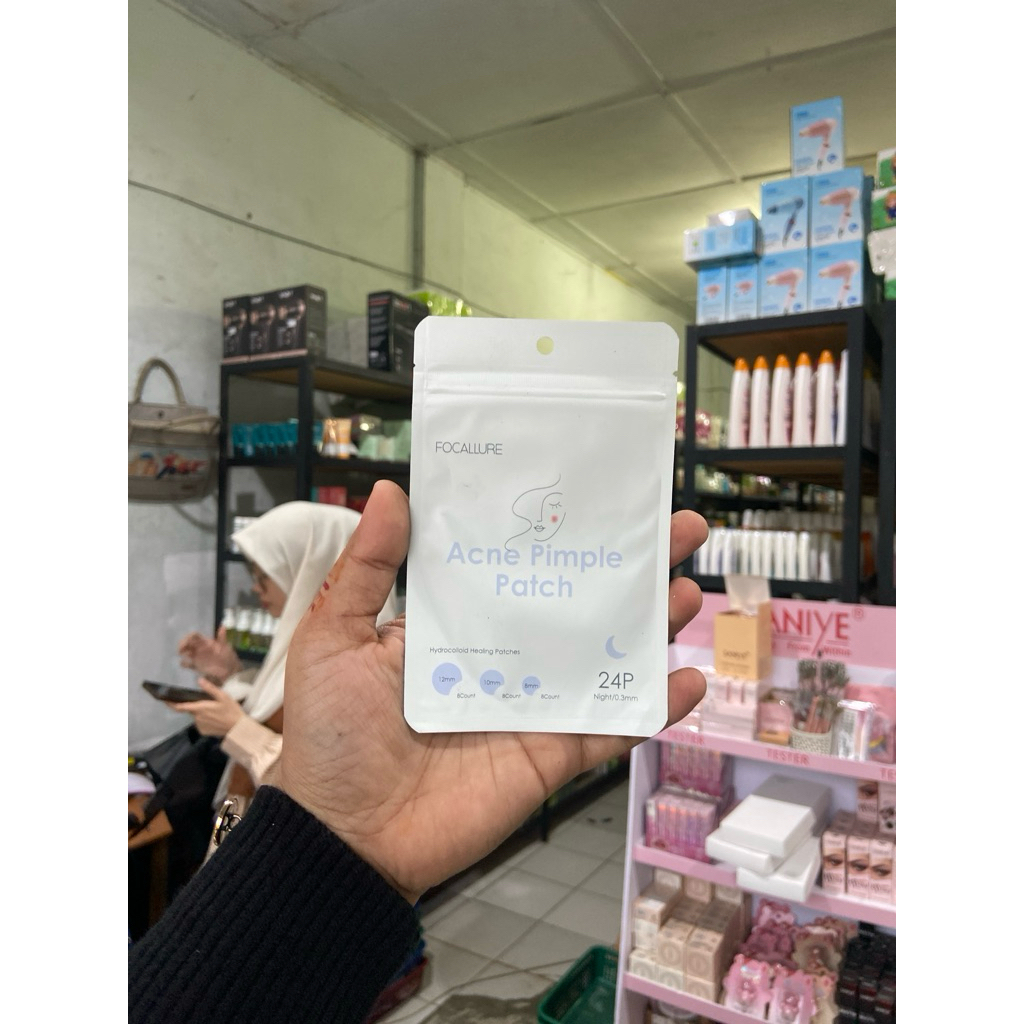 FOCALLURE
Acne Pimple
Patch
Hydrocolloid Healing Patches
12mm
8Count
10mm
8Count
8mm
8Count
24P
Night/0.3mm
ANIYE
TESTER
TESTER